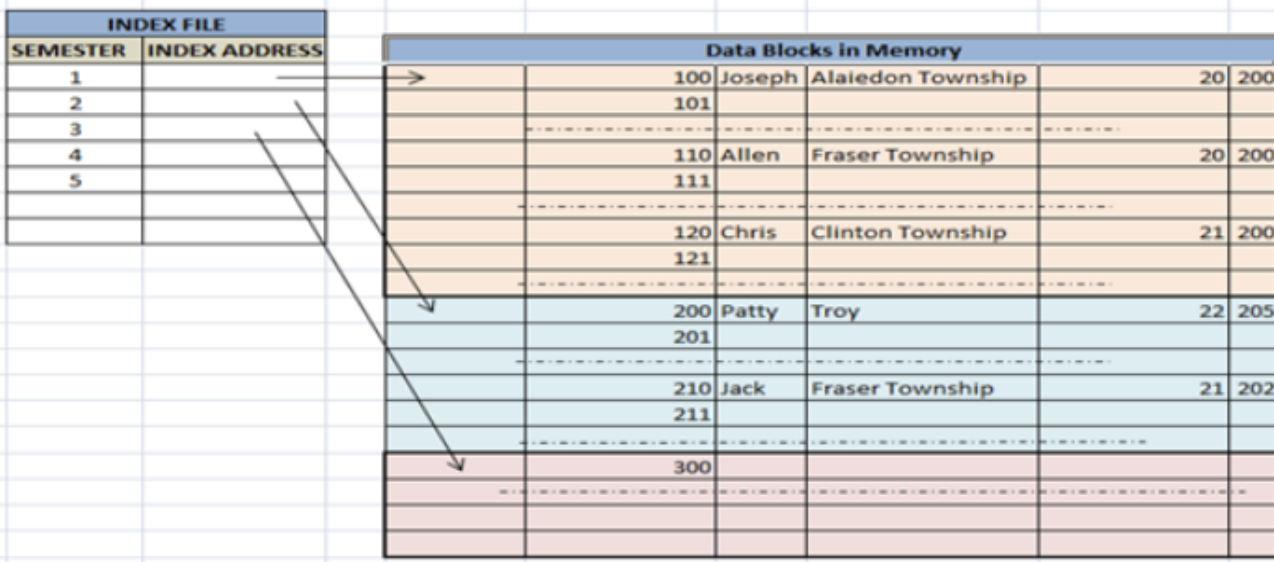 INDEX FILE
SEMESTER INDEX ADDRESS
1
2
3
4
5
Data Blocks in Memory
100 Joseph Alaiedon Township 20 200
101
110 Allen Fraser Township 20 200
111
120 Chris Clinton Township 21 200
121
200 Patty Troy 22 205
201
210 Jack Fraser Township 21 202
211
300